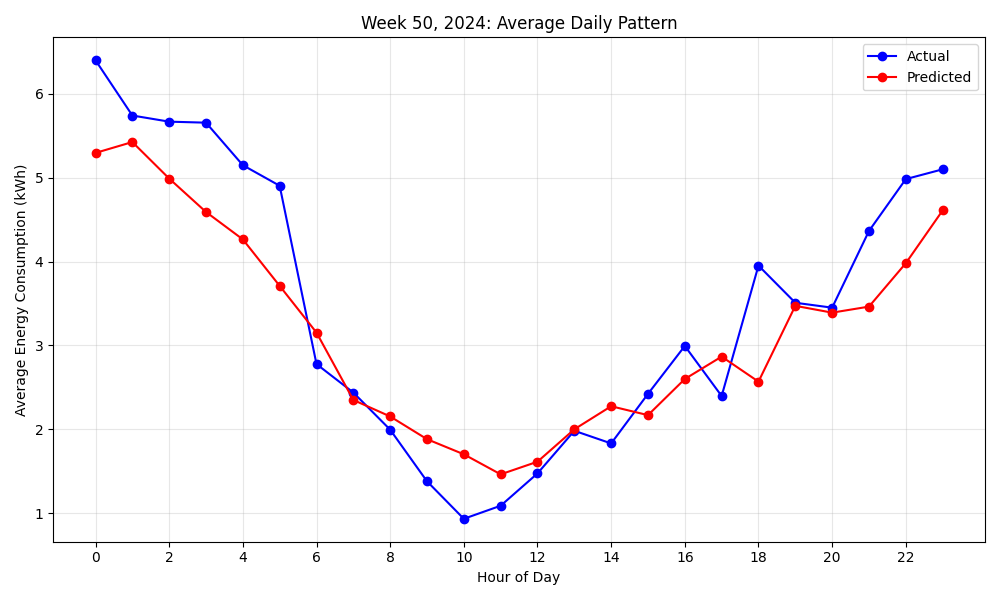 Week 50, 2024: Average Daily Pattern
Actual
Predicted
6
5
4
3
2
1
Average Energy Consumption (kWh)
0 2 4 6 8 10 12 14 16 18 20 22
Hour of Day